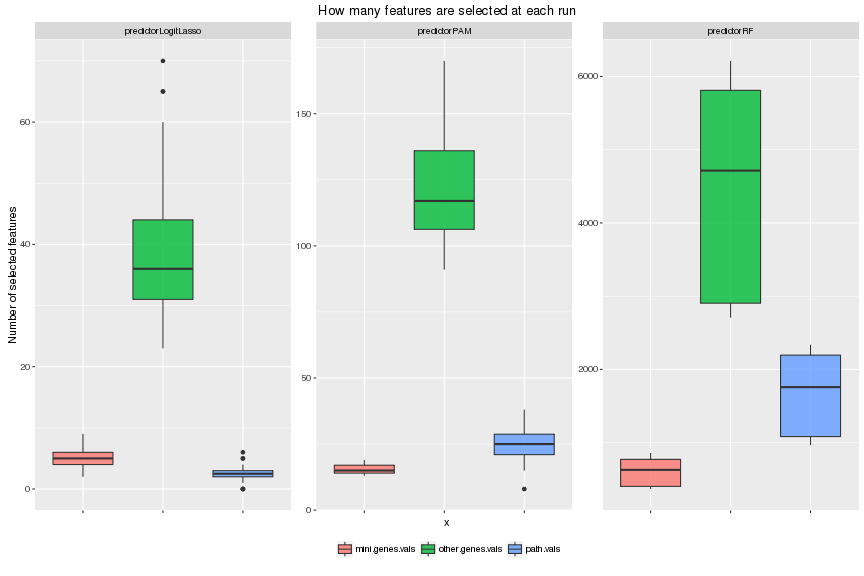 How many features are selected at each run
predictorLogitLasso
predictorPAM
predictorRF
Number of selected features
60
40
20
0
150
100
50
0
6000
4000
2000
x
mini.genes.vals
other.genes.vals
path.vals